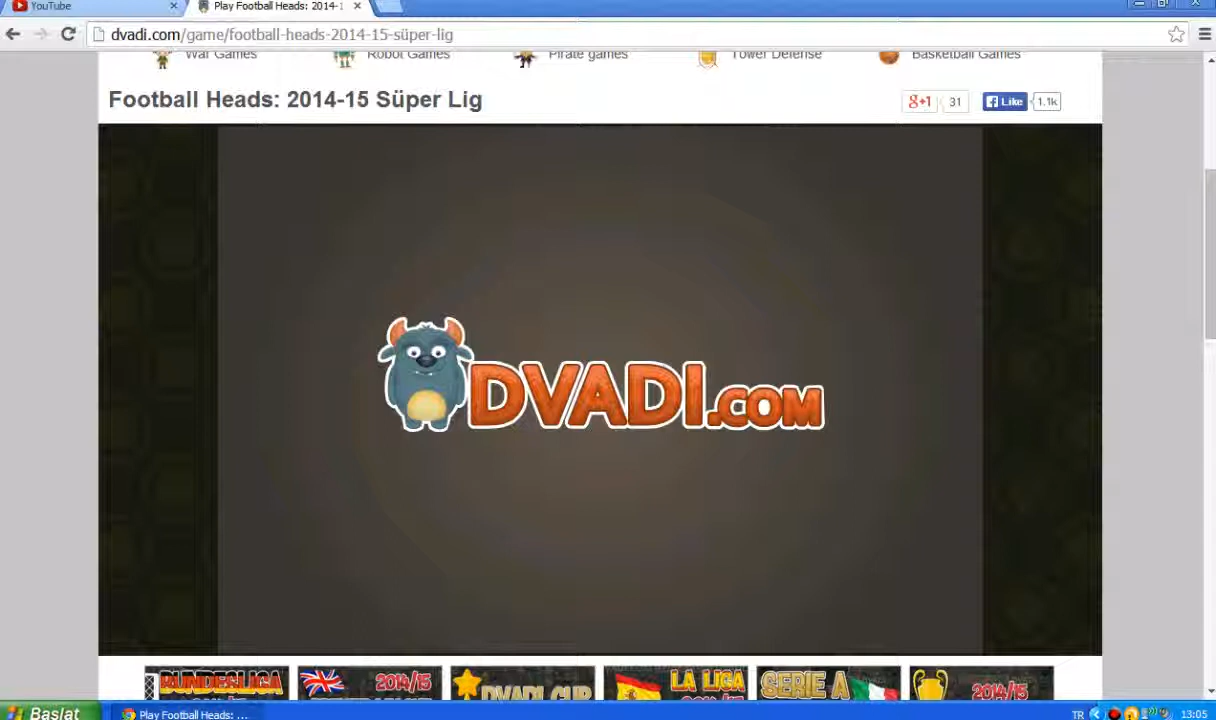 YouTube
Play Football Heads: 2014-1
dvadi.com/game/football-heads-2014-15-süper-lig
War Games
Robot Games
Pirate games
Tower Defense
Basketball Games
Football Heads: 2014-15 Süper Lig
g+1 31
Like 1.1k
DVADI.COM
BUNDESLIGA
2014/15
DVADI CUP
LA LIGA
SERIE A
2014/15
Başlat
Play Football Heads: ...
TR
13:05